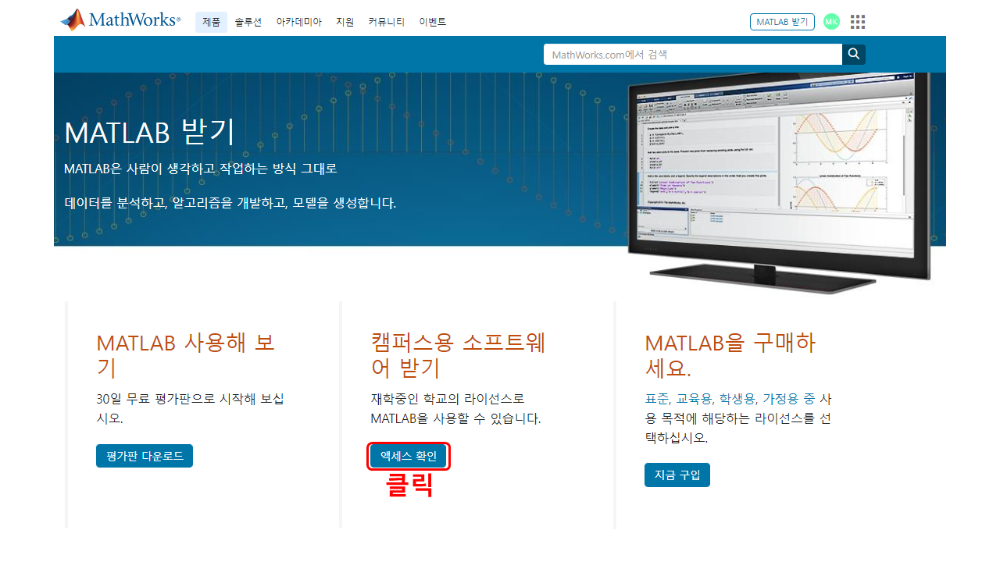 MathWorks®
제품 솔루션 아카데미아 지원 커뮤니티 이벤트
MATLAB 받기
MK
MathWorks.com에서 검색
MATLAB 받기
MATLAB은 사람이 생각하고 작업하는 방식 그대로
데이터를 분석하고, 알고리즘을 개발하고, 모델을 생성합니다.
MATLAB 사용해 보
기
30일 무료 평가판으로 시작해 보십
시오.
평가판 다운로드
캠퍼스용 소프트웨
어 받기
재학중인 학교의 라이선스로
MATLAB을 사용할 수 있습니다.
액세스 확인
클릭
MATLAB을 구매하
세요.
표준, 교육용, 학생용, 가정용 중 사
용 목적에 해당하는 라이선스를 선
택하십시오.
지금 구입